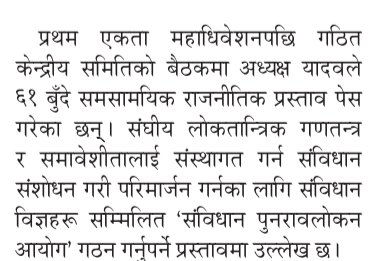 प्रथम एकता महाधिवेशनपछि गठित
केन्द्रीय समितिको बैठकमा अध्यक्ष यादवले
६१ बुँदे समसामयिक राजनीतिक प्रस्ताव पेस
गरेका छन्। संघीय लोकतान्त्रिक गणतन्त्र
र समावेशीतालाई संस्थागत गर्न संविधान
संशोधन गरी परिमार्जन गर्नका लागि संविधान
विज्ञहरू सम्मिलित ‘संविधान पुनरावलोकन
आयोग’ गठन गर्नुपर्ने प्रस्तावमा उल्लेख छ।